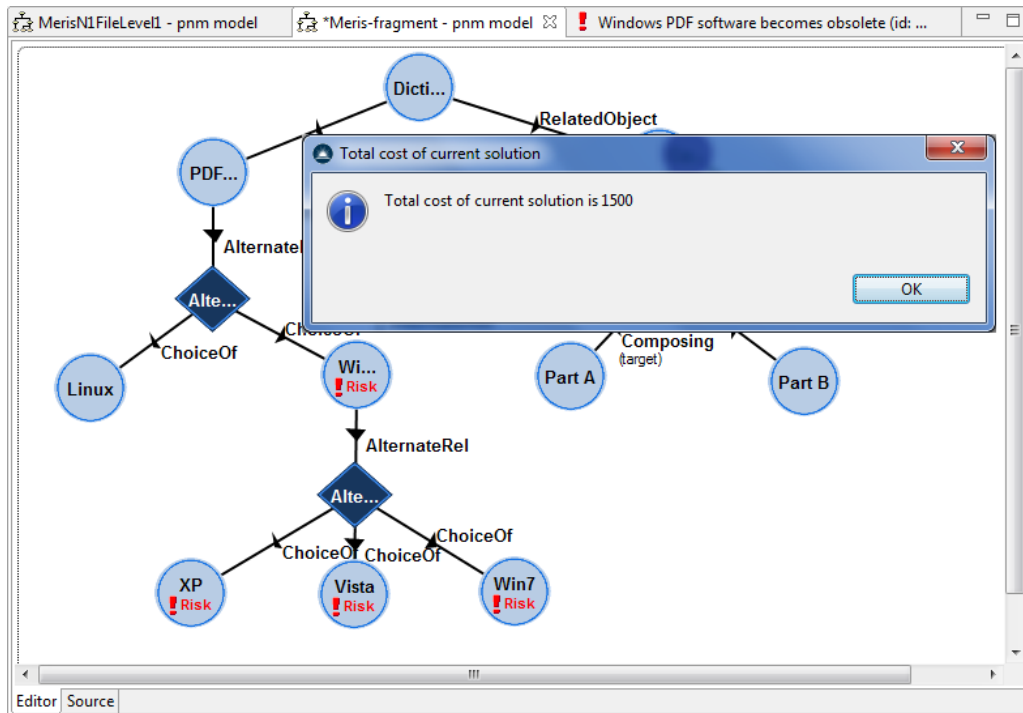 MerisN1FileLevel1 - pnm model
*Meris-fragment - pnm model
Windows PDF software becomes obsolete (id: ...
Dicti...
RelatedObject
Total cost of current solution
PDF...
Total cost of current solution is 1500
OK
Alte...
ChoiceOf
Composing
(target)
Linux
Wi...
Risk
Part A
Part B
AlternateRel
Alte...
ChoiceOf
ChoiceOf
ChoiceOf
XP
Risk
Vista
Risk
Win7
Risk
Editor
Source